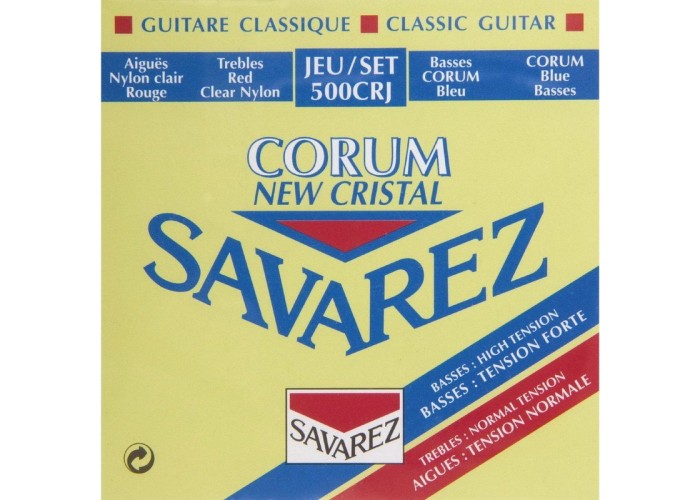 GUITARE CLASSIQUE ■ CLASSIC GUITAR
Aiguës
Nylon clair
Rouge
Trebles
Red
Clear Nylon
JEU/SET
500CRJ
Basses
CORUM
Bleu
CORUM
Blue
Basses
CORUM
NEW CRISTAL
SAVAREZ
BASSES : HIGH TENSION
BASSES : TENSION FORTE
TREBLES : NORMAL TENSION
AIGUES : TENSION NORMALE
SAVAREZ